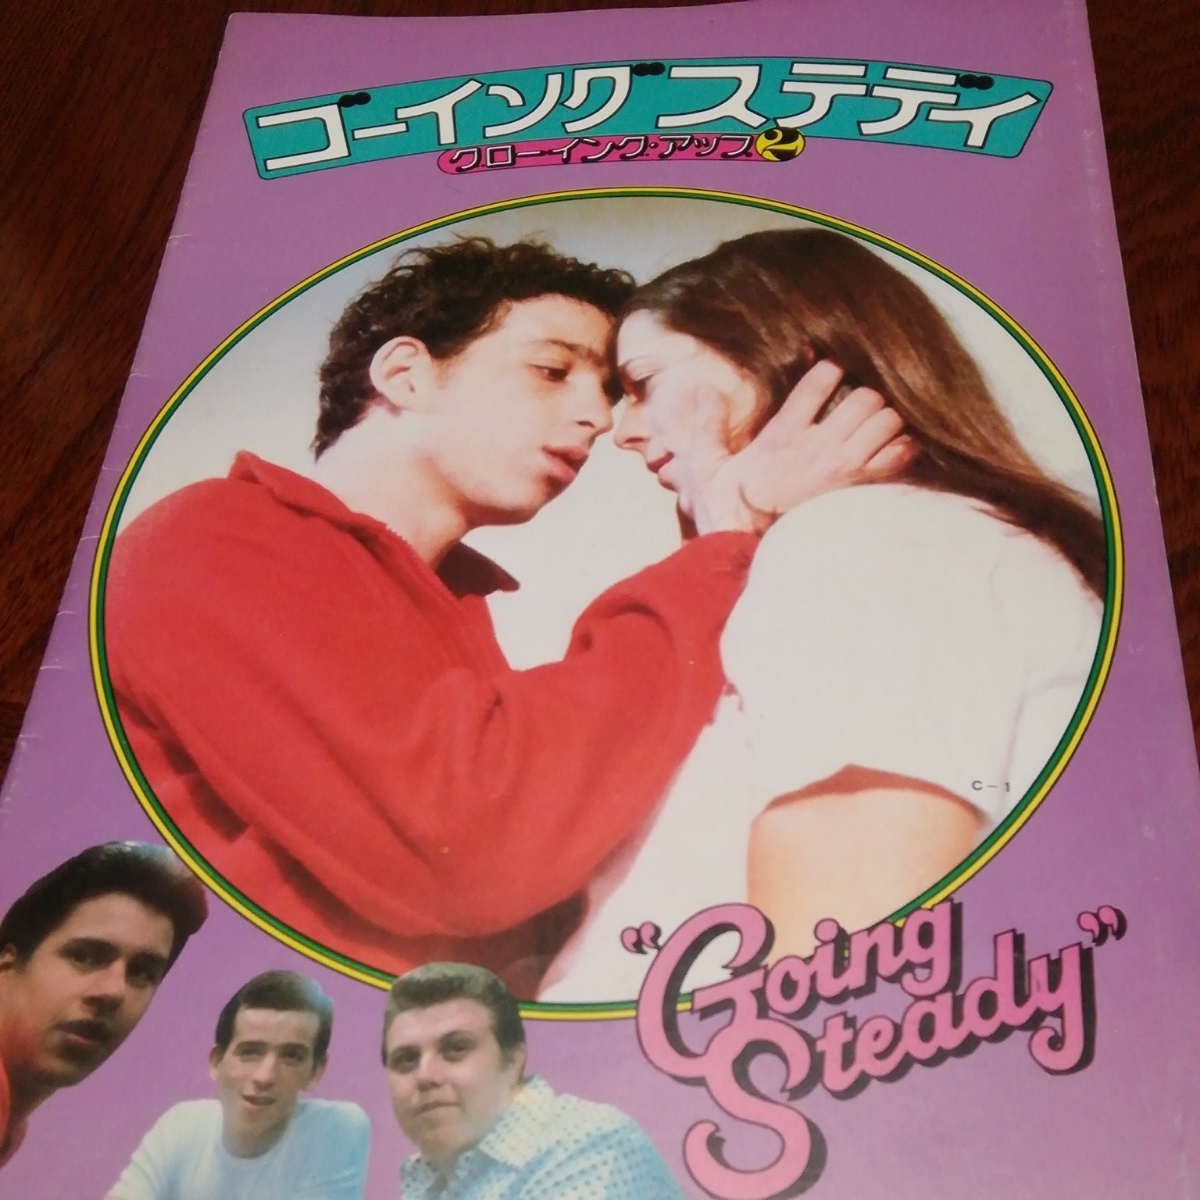 ゴーイングステディ
グローイング・アップ2
C-1
"Going
Steady"